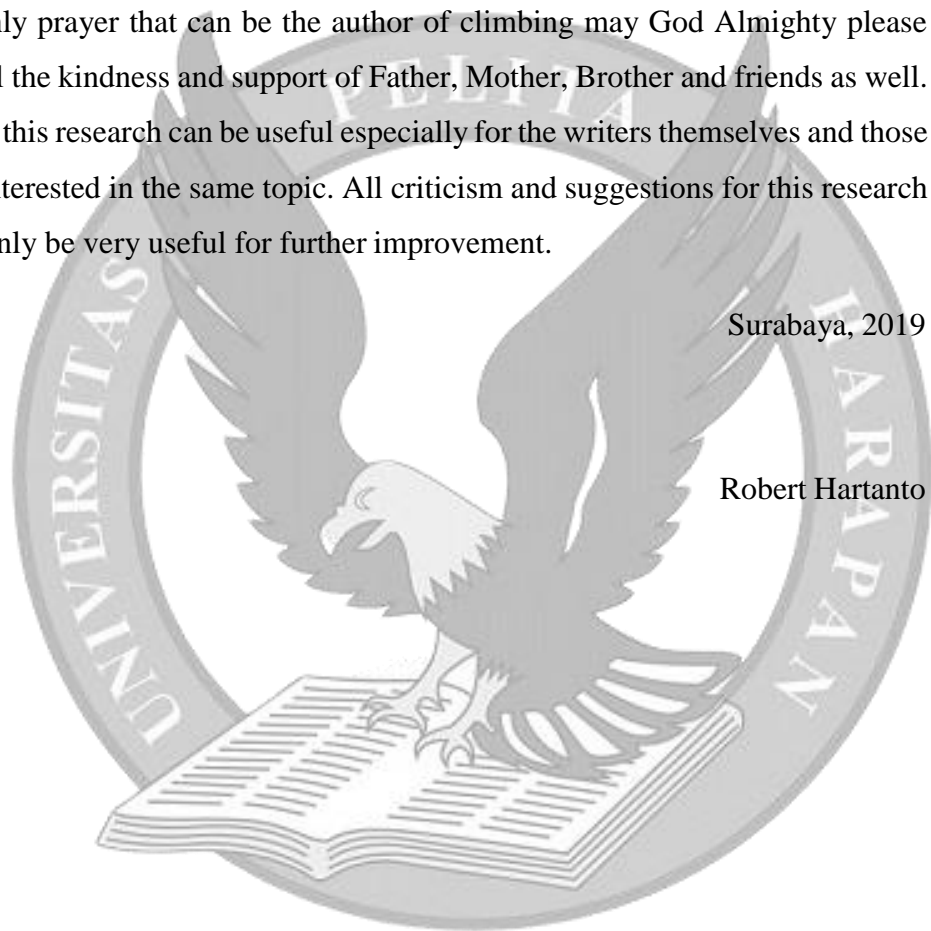 nly prayer that can be the author of climbing may God Almighty please
l the kindness and support of Father, Mother, Brother and friends as well.
this research can be useful especially for the writers themselves and those
nterested in the same topic. All criticism and suggestions for this research
nly be very useful for further improvement.
Surabaya, 2019
Robert Hartanto
UNIVERSITAS PELITA HARAPAN